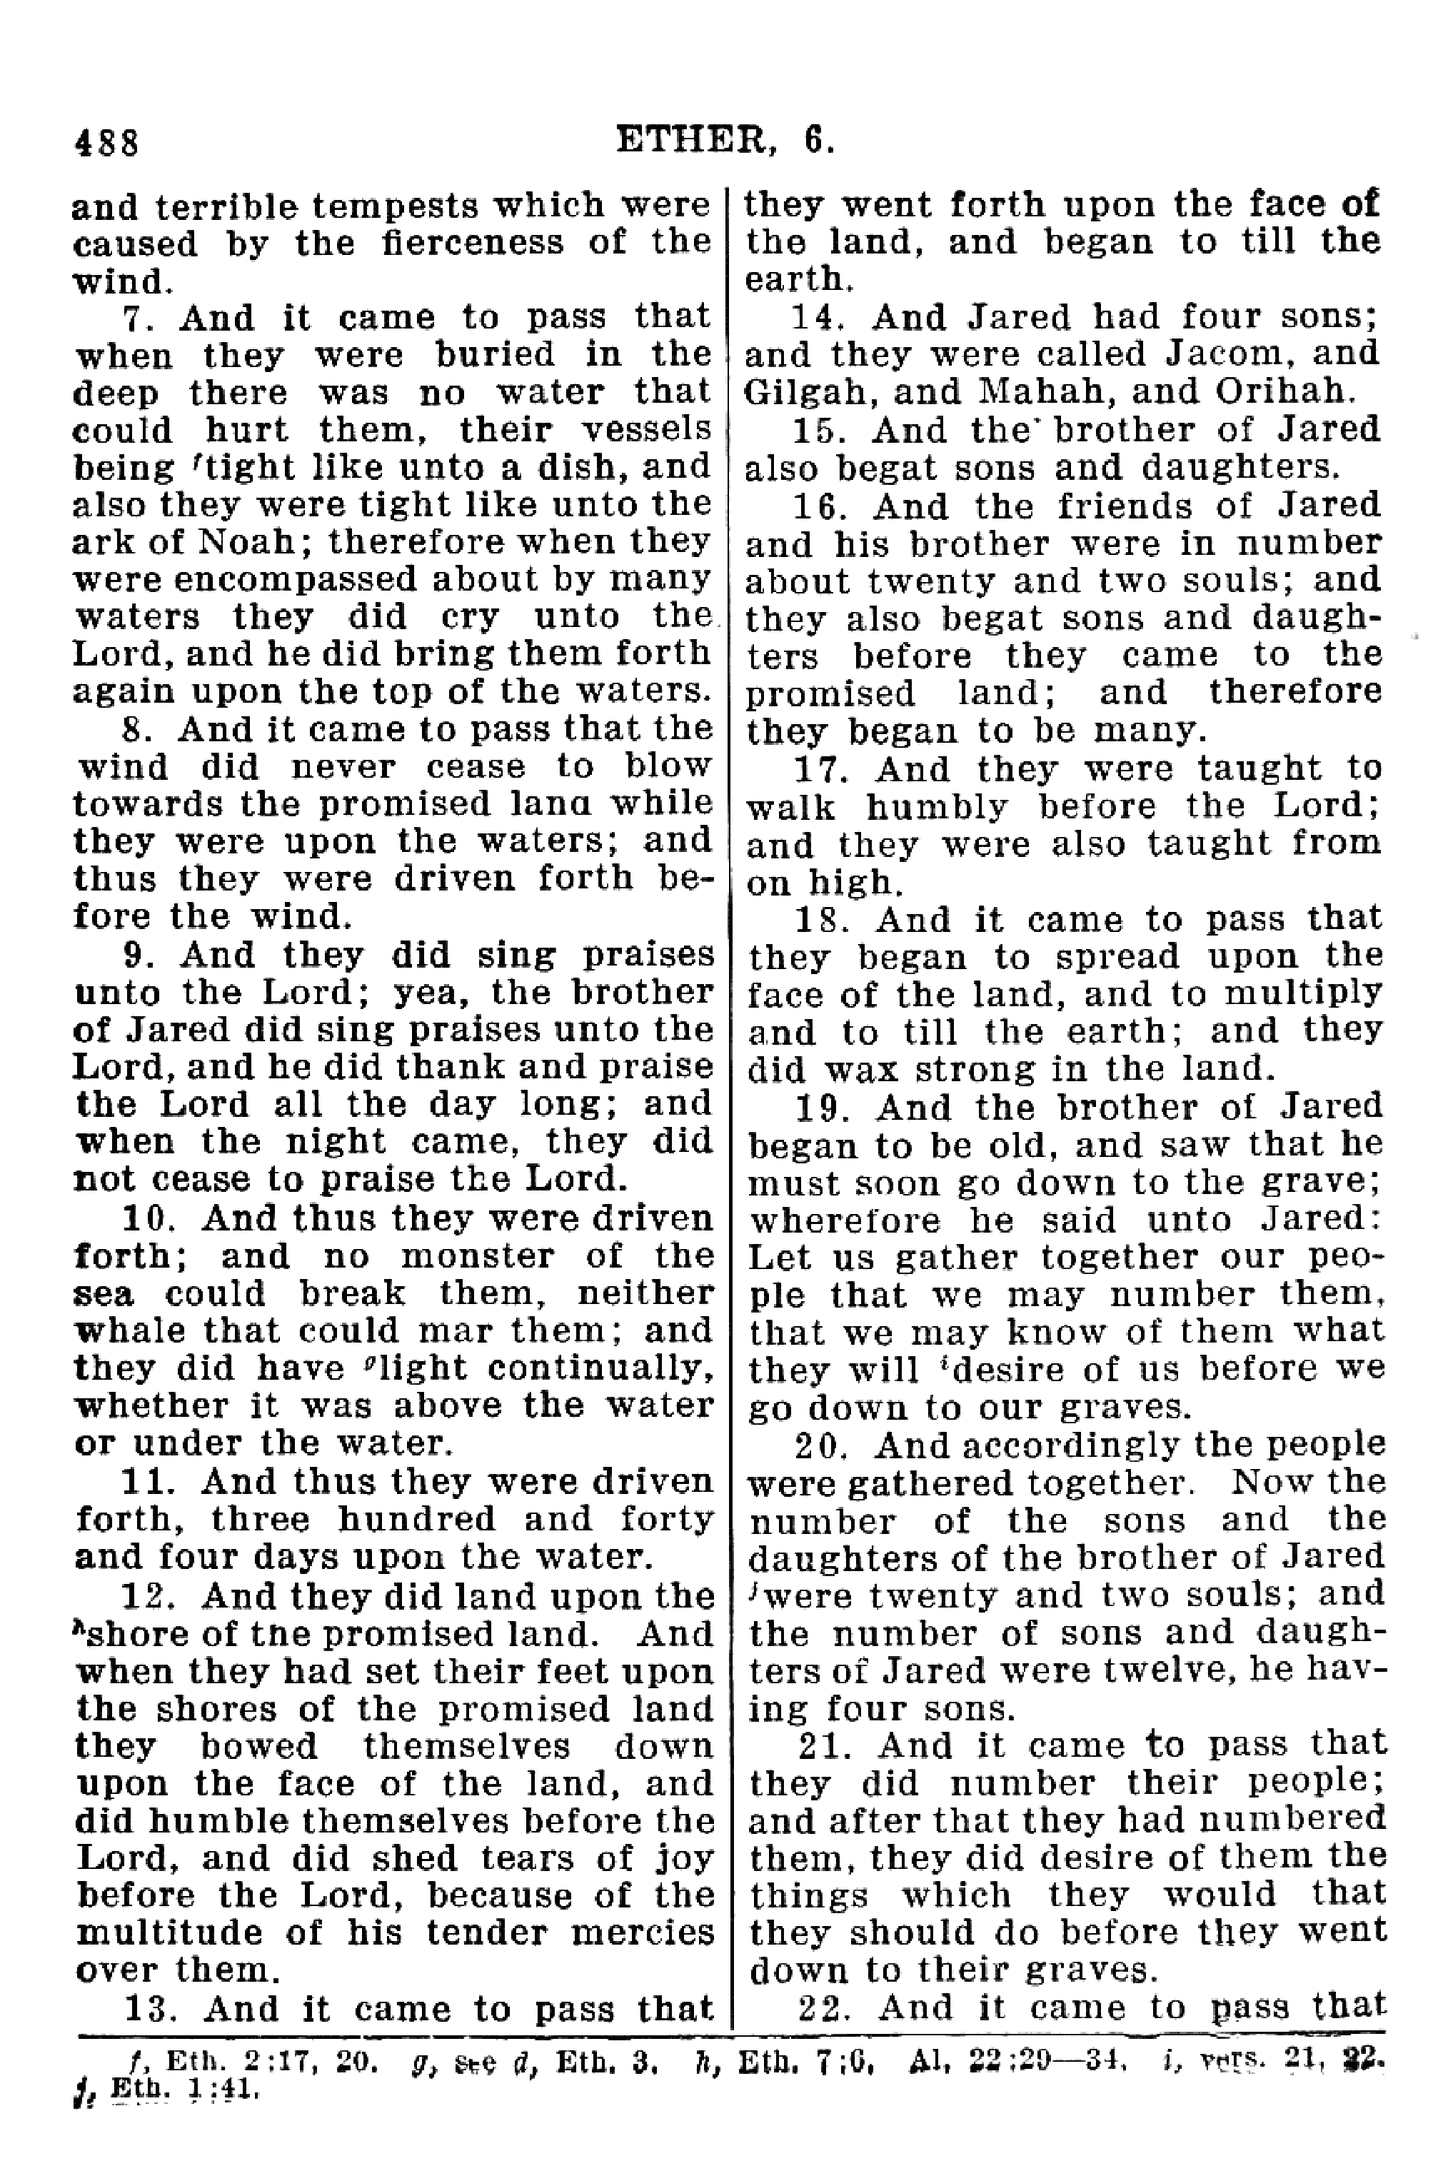 488
ETHER, 6.
and terrible tempests which were
caused by the fierceness of the
wind.
7. And it came to pass that
when they were buried in the
deep there was no water that
could hurt them, their vessels
being ftight like unto a dish, and
also they were tight like unto the
ark of Noah; therefore when they
were encompassed about by many
waters they did cry unto the
Lord, and he did bring them forth
again upon the top of the waters.
8. And it came to pass that the
wind did never cease to blow
towards the promised land while
they were upon the waters; and
thus they were driven forth be-
fore the wind.
9. And they did sing praises
unto the Lord; yea, the brother
of Jared did sing praises unto the
Lord, and he did thank and praise
the Lord all the day long; and
when the night came, they did
not cease to praise the Lord.
10. And thus they were driven
forth; and no monster of the
sea could break them, neither
whale that could mar them; and
they did have glight continually,
whether it was above the water
or under the water.
11. And thus they were driven
forth, three hundred and forty
and four days upon the water.
12. And they did land upon the
hshore of the promised land. And
when they had set their feet upon
the shores of the promised land
they bowed themselves down
upon the face of the land, and
did humble themselves before the
Lord, and did shed tears of joy
before the Lord, because of the
multitude of his tender mercies
over them.
13. And it came to pass that
they went forth upon the face of
the land, and began to till the
earth.
14. And Jared had four sons;
and they were called Jacom, and
Gilgah, and Mahah, and Orihah.
15. And the brother of Jared
also begat sons and daughters.
16. And the friends of Jared
and his brother were in number
about twenty and two souls; and
they also begat sons and daugh-
ters before they came to the
promised land; and therefore
they began to be many.
17. And they were taught to
walk humbly before the Lord;
and they were also taught from
on high.
18. And it came to pass that
they began to spread upon the
face of the land, and to multiply
and to till the earth; and they
did wax strong in the land.
19. And the brother of Jared
began to be old, and saw that he
must soon go down to the grave;
wherefore he said unto Jared:
Let us gather together our peo-
ple that we may number them,
that we may know of them what
they will idesire of us before we
go down to our graves.
20. And accordingly the people
were gathered together. Now the
number of the sons and the
daughters of the brother of Jared
jwere twenty and two souls; and
the number of sons and daugh-
ters of Jared were twelve, he hav-
ing four sons.
21. And it came to pass that
they did number their people;
and after that they had numbered
them, they did desire of them the
things which they would that
they should do before they went
down to their graves.
22. And it came to pass that
f, Eth. 2:17, 20. g, see d, Eth. 3. h, Eth. 7:6. Al. 22:29—34. i, vers. 21, 22.
j, Eth. 1:41.